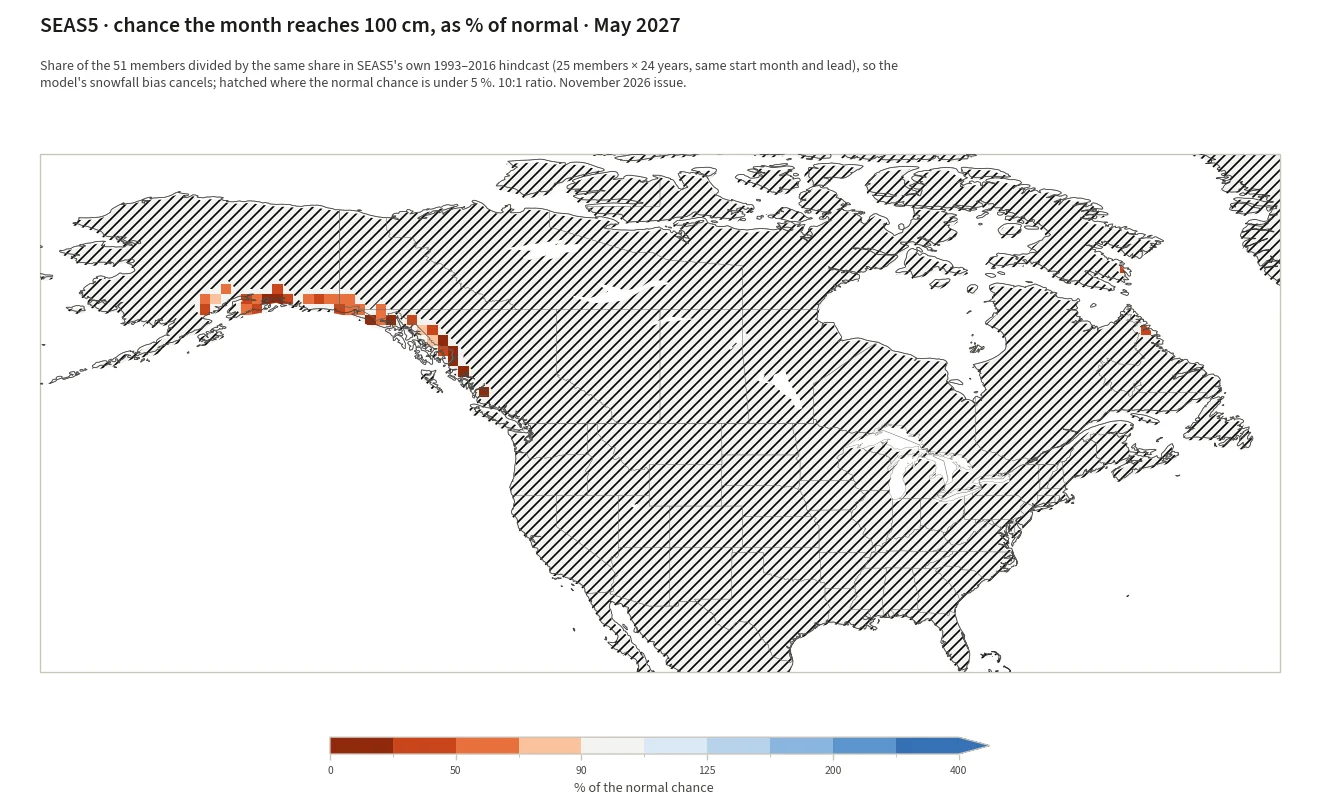 SEAS5 · chance the month reaches 100 cm, as % of normal · May 2027
Share of the 51 members divided by the same share in SEAS5's own 1993–2016 hindcast (25 members × 24 years, same start month and lead), so the
model's snowfall bias cancels; hatched where the normal chance is under 5 %. 10:1 ratio. November 2026 issue.
0 50 90 125 200 400
% of the normal chance